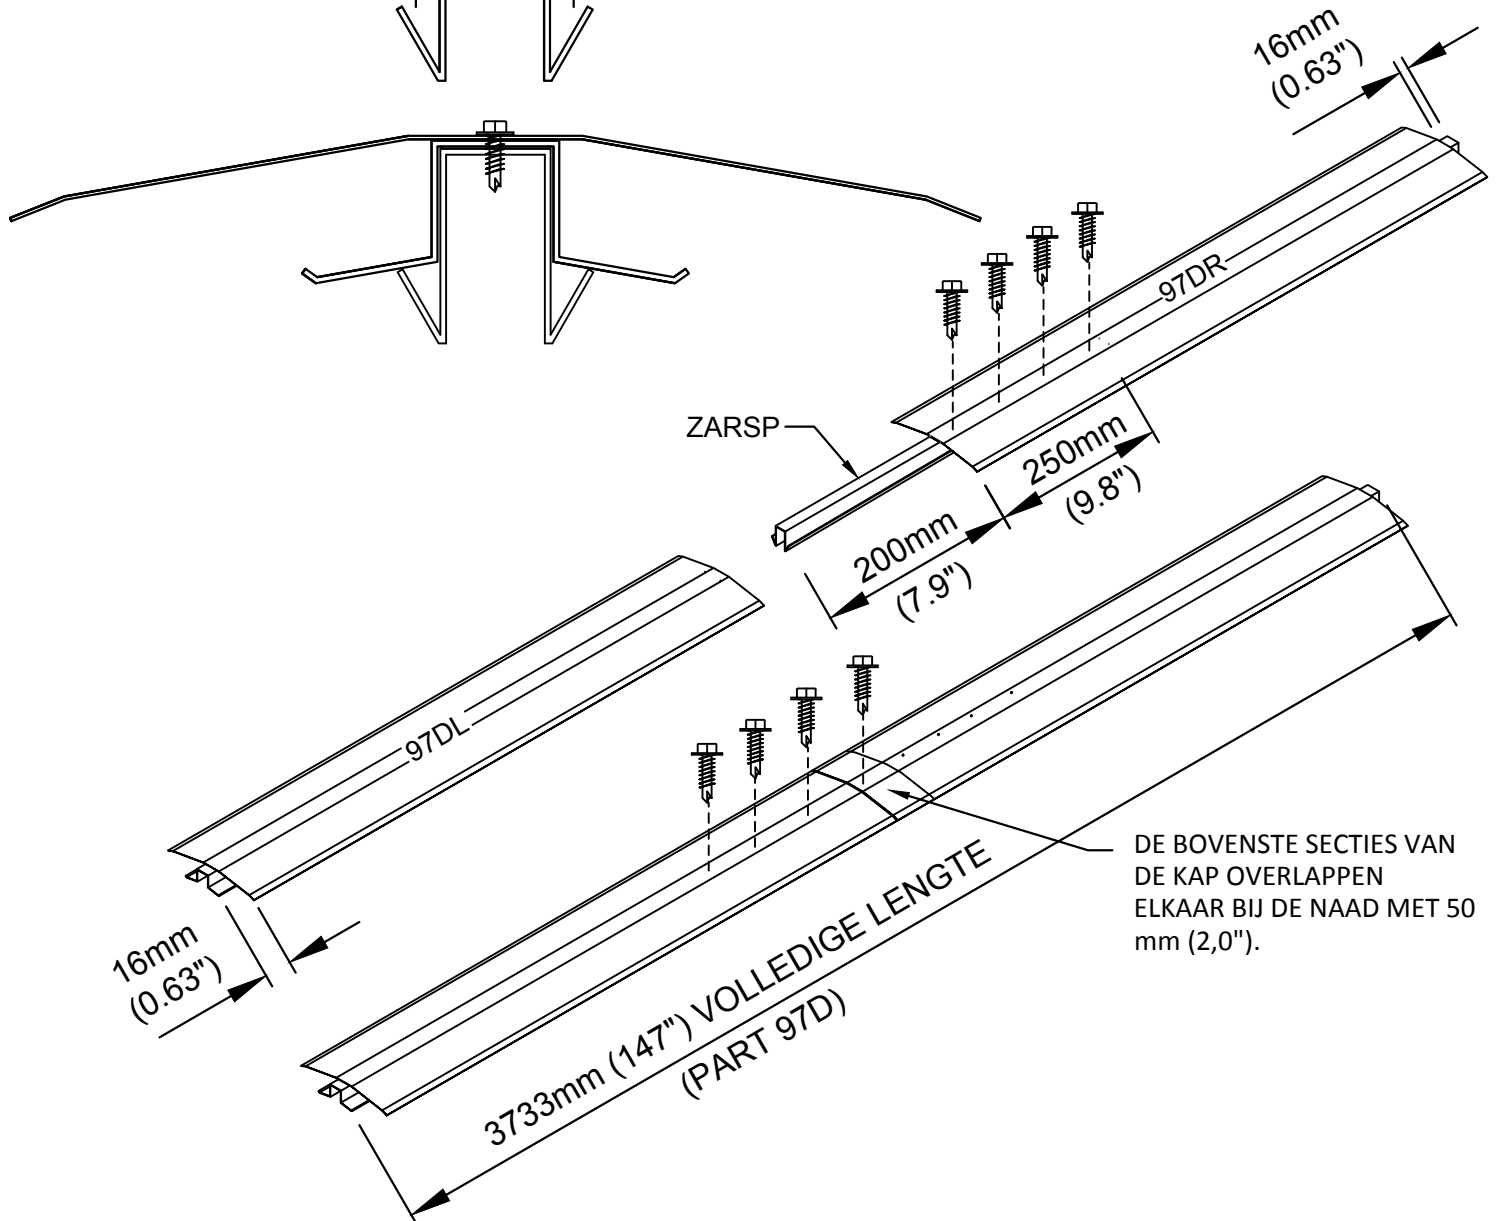 16mm
(0.63")
97DR
ZARSP
250mm
(9.8")
200mm
(7.9")
97DL
DE BOVENSTE SECTIES VAN
DE KAP OVERLAPPEN
ELKAAR BIJ DE NAAD MET 50
mm (2,0").
16mm
(0.63")
3733mm (147") VOLLEDIGE LENGTE
(PART 97D)